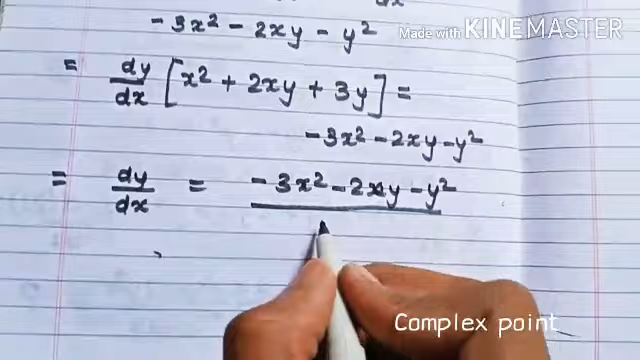 dx
-3x² - 2xy - y²
Made with KINEMASTER
= dy/dx [x² + 2xy + 3y] =
-3x² - 2xy - y²
= dy/dx = -3x² - 2xy - y²
Complex point